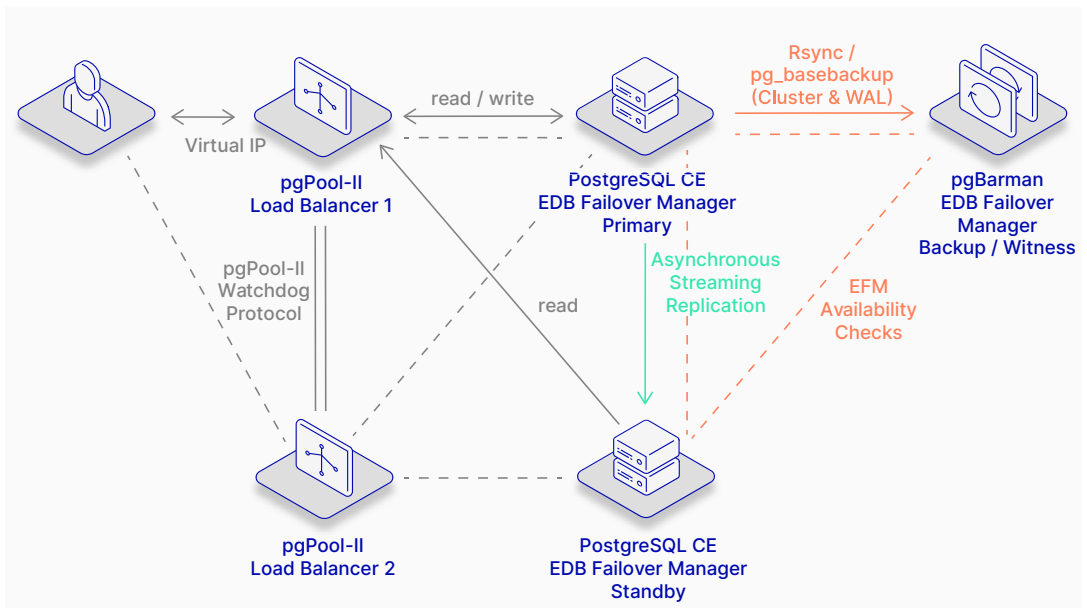 Rsync /
pg_basebackup
(Cluster & WAL)
read / write
Virtual IP
pgPool-II
Load Balancer 1
PostgreSQL CE
EDB Failover Manager
Primary
pgBarman
EDB Failover
Manager
Backup / Witness
pgPool-II
Watchdog
Protocol
read
Asynchronous
Streaming
Replication
EFM
Availability
Checks
pgPool-II
Load Balancer 2
PostgreSQL CE
EDB Failover Manager
Standby